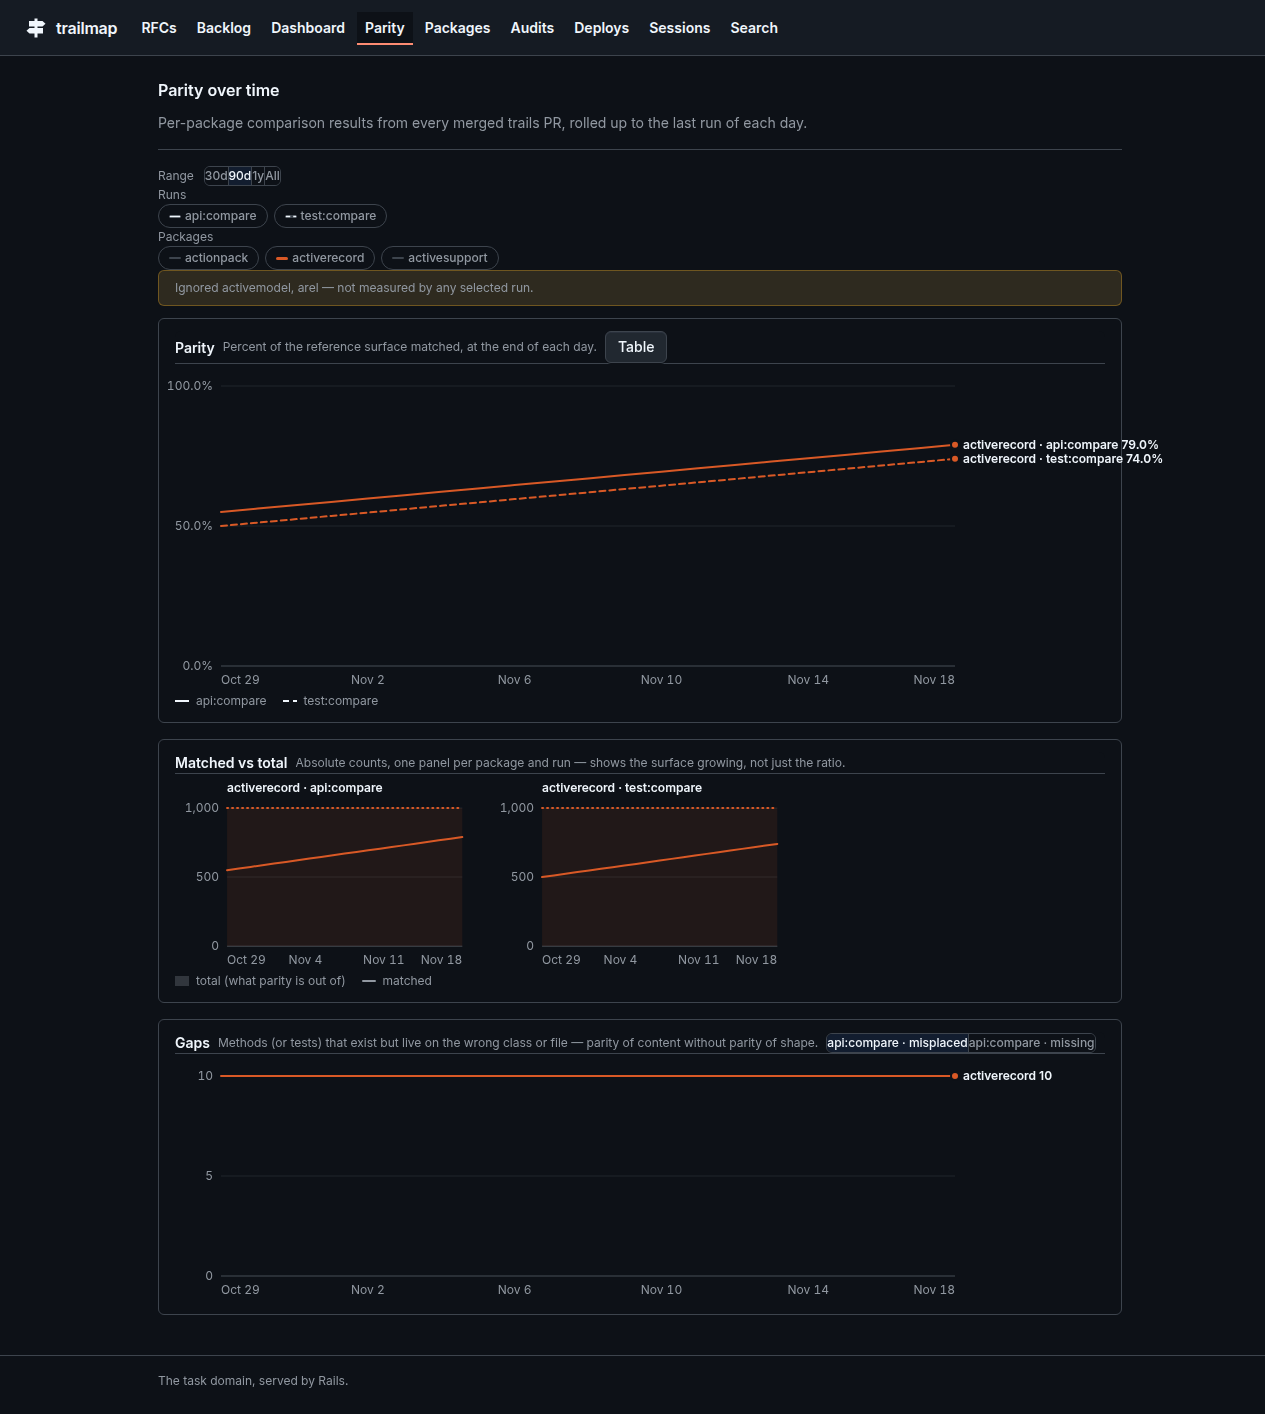 trailmap RFCs Backlog Dashboard Parity Packages Audits Deploys Sessions Search
Parity over time
Per-package comparison results from every merged trails PR, rolled up to the last run of each day.
Range 30d 90d 1y All
Runs
api:compare test:compare
Packages
actionpack activerecord activesupport
Ignored activemodel, arel — not measured by any selected run.
Parity Percent of the reference surface matched, at the end of each day. Table
100.0%
activerecord · api:compare 79.0%
activerecord · test:compare 74.0%
50.0%
0.0%
Oct 29 Nov 2 Nov 6 Nov 10 Nov 14 Nov 18
api:compare test:compare
Matched vs total Absolute counts, one panel per package and run — shows the surface growing, not just the ratio.
activerecord · api:compare activerecord · test:compare
1,000 1,000
500 500
0 0
Oct 29 Nov 4 Nov 11 Nov 18 Oct 29 Nov 4 Nov 11 Nov 18
total (what parity is out of) matched
Gaps Methods (or tests) that exist but live on the wrong class or file — parity of content without parity of shape. api:compare · misplaced api:compare · missing
10 activerecord 10
5
0
Oct 29 Nov 2 Nov 6 Nov 10 Nov 14 Nov 18
The task domain, served by Rails.